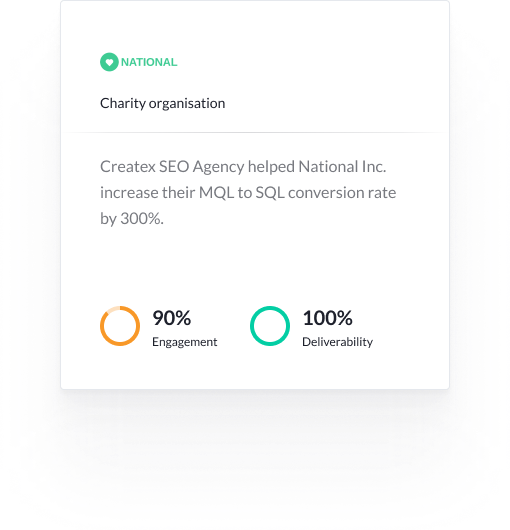 NATIONAL
Charity organisation
Createx SEO Agency helped National Inc.
increase their MQL to SQL conversion rate
by 300%.
90%
Engagement
100%
Deliverability